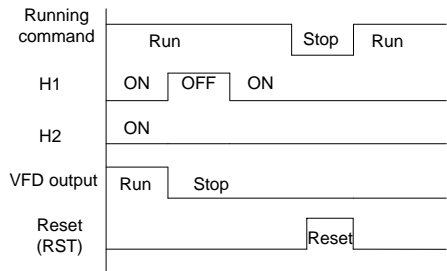 Running
command
Run
Stop
Run
H1
ON
OFF
ON
H2
ON
VFD output
Run
Stop
Reset
(RST)
Reset